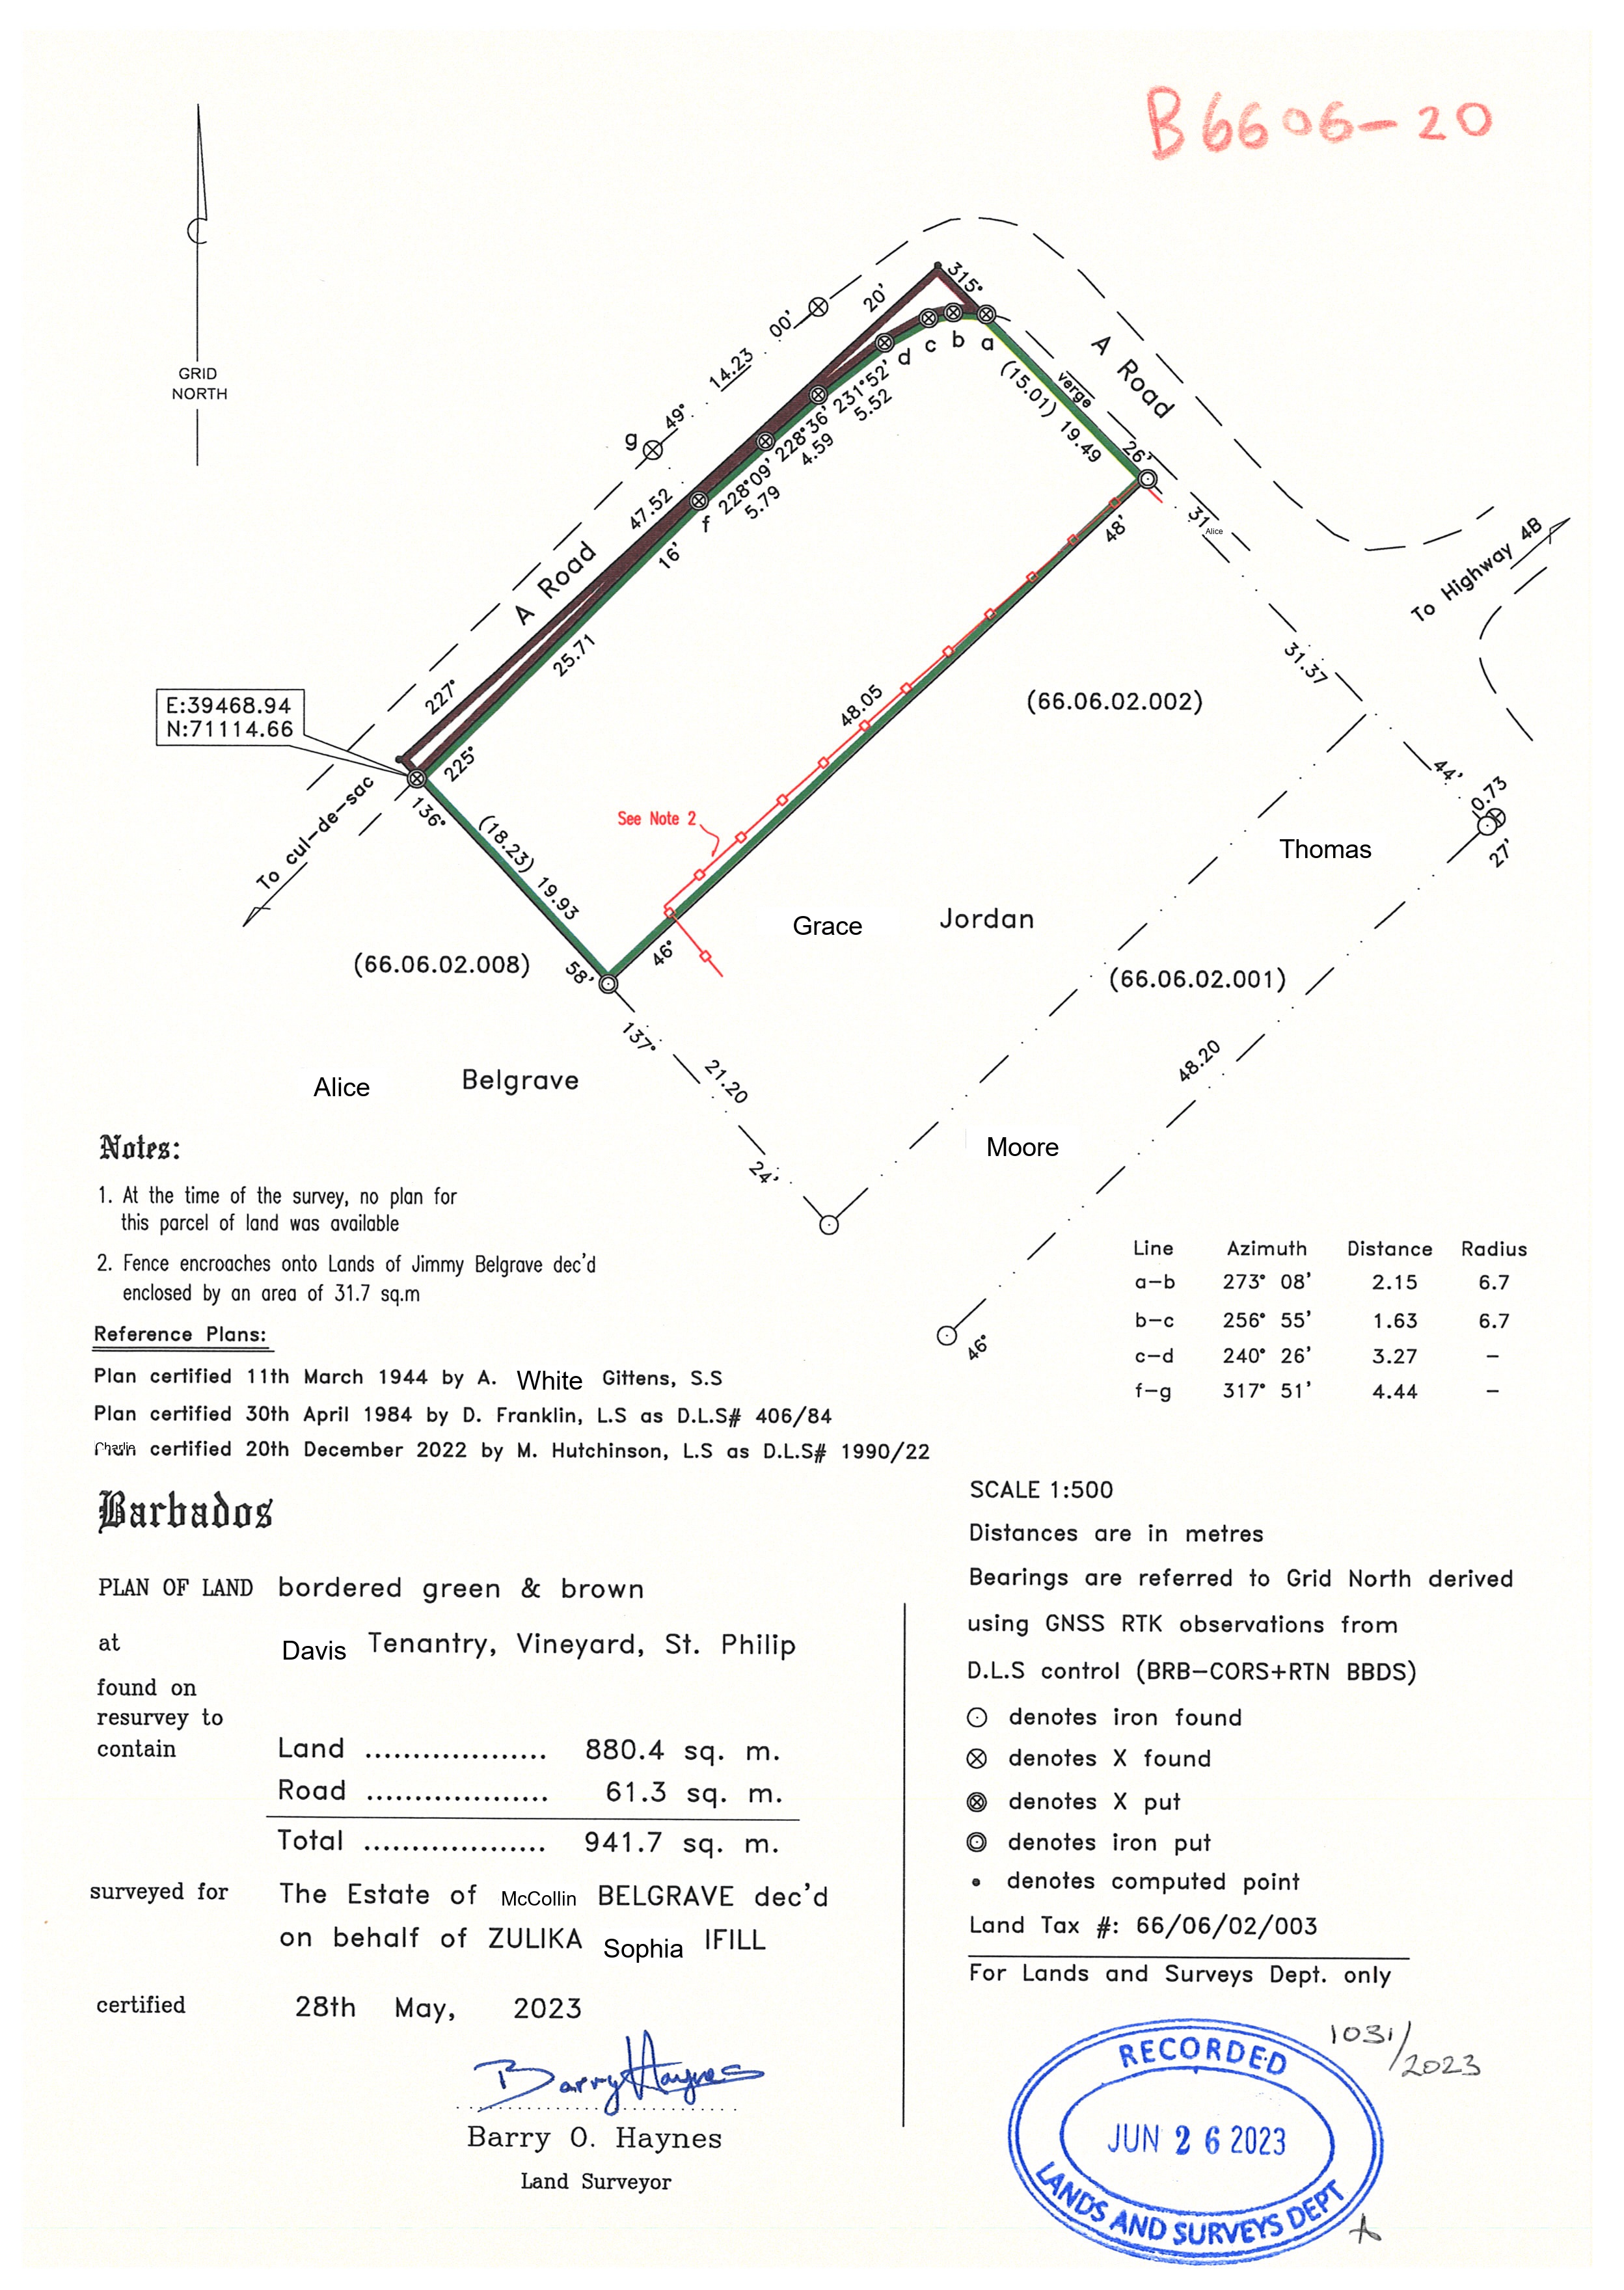 B6606-20
GRID
NORTH
315°
20'
00'
14.23
49°
g
a
b
c
d
f
A Road
verge
(15.01) 19.49
26'
231°52'
5.52
228°36'
4.59
228°09'
5.79
47.52
16'
A Road
25.71
48'
31
Alice
To Highway 4B
31.37
227°
E:39468.94
N:71114.66
225°
48.05
(66.06.02.002)
136°
To cul-de-sac
(18.23) 19.93
See Note 2
44'
0.73
27'
Thomas
Grace Jordan
46°
(66.06.02.008)
58'
(66.06.02.001)
137°
21.20
48.20
Alice Belgrave
24'
Moore
46°
Notes:
1. At the time of the survey, no plan for
this parcel of land was available
2. Fence encroaches onto Lands of Jimmy Belgrave dec'd
enclosed by an area of 31.7 sq.m
Line Azimuth Distance Radius
a-b 273° 08' 2.15 6.7
b-c 256° 55' 1.63 6.7
c-d 240° 26' 3.27 -
f-g 317° 51' 4.44 -
Reference Plans:
Plan certified 11th March 1944 by A. White Gittens, S.S
Plan certified 30th April 1984 by D. Franklin, L.S as D.L.S# 406/84
Charlie certified 20th December 2022 by M. Hutchinson, L.S as D.L.S# 1990/22
Barbados
PLAN OF LAND bordered green & brown
at Davis Tenantry, Vineyard, St. Philip
found on
resurvey to
contain
Land ................... 880.4 sq. m.
Road ................... 61.3 sq. m.
Total ................... 941.7 sq. m.
surveyed for The Estate of McCollin BELGRAVE dec'd
on behalf of ZULIKA Sophia IFILL
certified 28th May, 2023
Barry Haynes
Barry O. Haynes
Land Surveyor
SCALE 1:500
Distances are in metres
Bearings are referred to Grid North derived
using GNSS RTK observations from
D.L.S control (BRB-CORS+RTN BBDS)
denotes iron found
denotes X found
denotes X put
denotes iron put
denotes computed point
Land Tax #: 66/06/02/003
For Lands and Surveys Dept. only
1031/2023
RECORDED
JUN 26 2023
LANDS AND SURVEYS DEPT